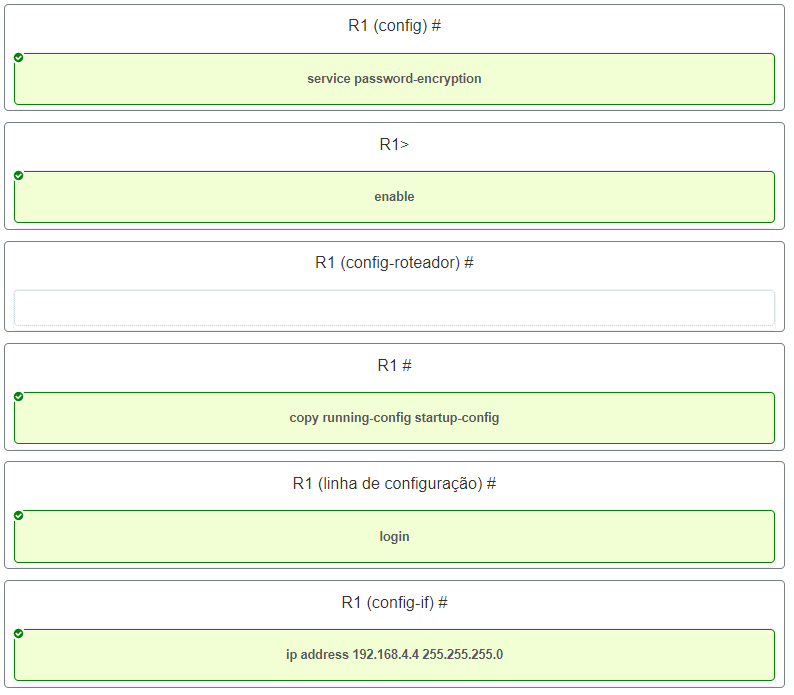 R1 (config) #
service password-encryption
R1>
enable
R1 (config-roteador) #
R1 #
copy running-config startup-config
R1 (linha de configuração) #
login
R1 (config-if) #
ip address 192.168.4.4 255.255.255.0